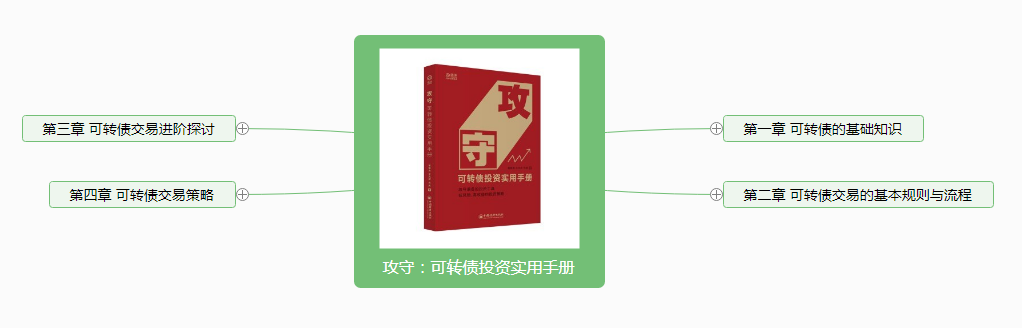 第三章 可转债交易进阶探讨
第四章 可转债交易策略
攻
守
可转债投资实用手册
攻守：可转债投资实用手册
第一章 可转债的基础知识
第二章 可转债交易的基本规则与流程